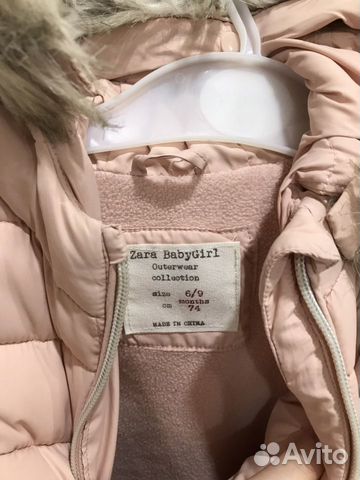 Zara BabyGirl
Outerwear
collection
size 6/9
months
cm 74
MADE IN CHINA
Avito